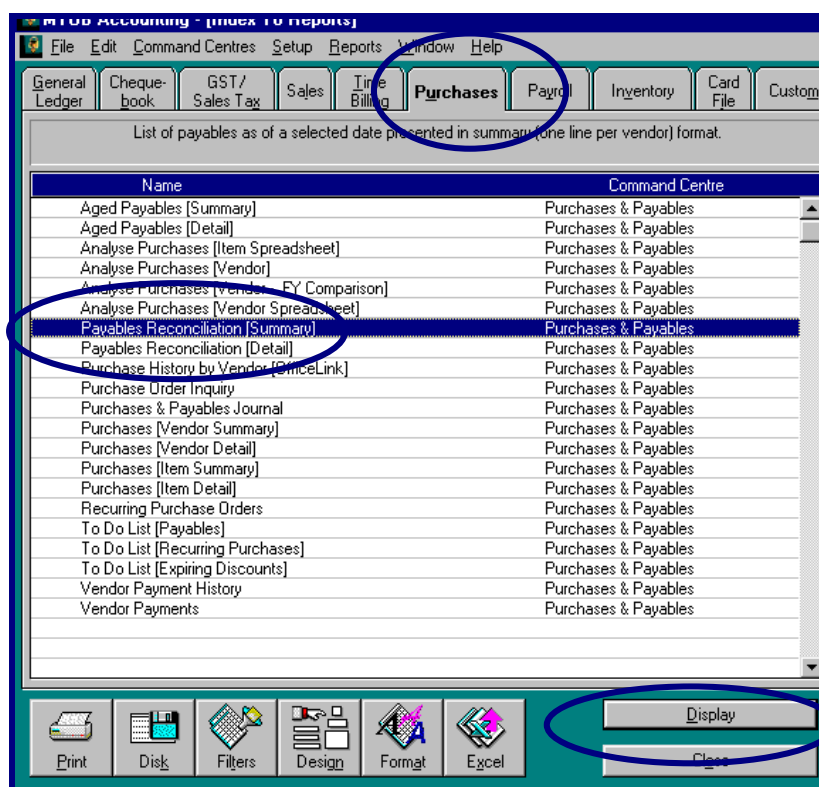 MYOB Accounting - [Index To Reports]
File Edit Command Centres Setup Reports Window Help
General Ledger
Cheque-book
GST/ Sales Tax
Sales
Time Billing
Purchases
Payroll
Inventory
Card File
Custom
List of payables as of a selected date presented in summary (one line per vendor) format.
Name Command Centre
Aged Payables [Summary] Purchases & Payables
Aged Payables [Detail] Purchases & Payables
Analyse Purchases [Item Spreadsheet] Purchases & Payables
Analyse Purchases [Vendor] Purchases & Payables
Analyse Purchases [Vendor - FY Comparison] Purchases & Payables
Analyse Purchases [Vendor Spreadsheet] Purchases & Payables
Payables Reconciliation [Summary] Purchases & Payables
Payables Reconciliation [Detail] Purchases & Payables
Purchase History by Vendor [OfficeLink] Purchases & Payables
Purchase Order Inquiry Purchases & Payables
Purchases & Payables Journal Purchases & Payables
Purchases [Vendor Summary] Purchases & Payables
Purchases [Vendor Detail] Purchases & Payables
Purchases [Item Summary] Purchases & Payables
Purchases [Item Detail] Purchases & Payables
Recurring Purchase Orders Purchases & Payables
To Do List [Payables] Purchases & Payables
To Do List [Recurring Purchases] Purchases & Payables
To Do List [Expiring Discounts] Purchases & Payables
Vendor Payment History Purchases & Payables
Vendor Payments Purchases & Payables
Display
Print Disk Filters Design Format Excel Close